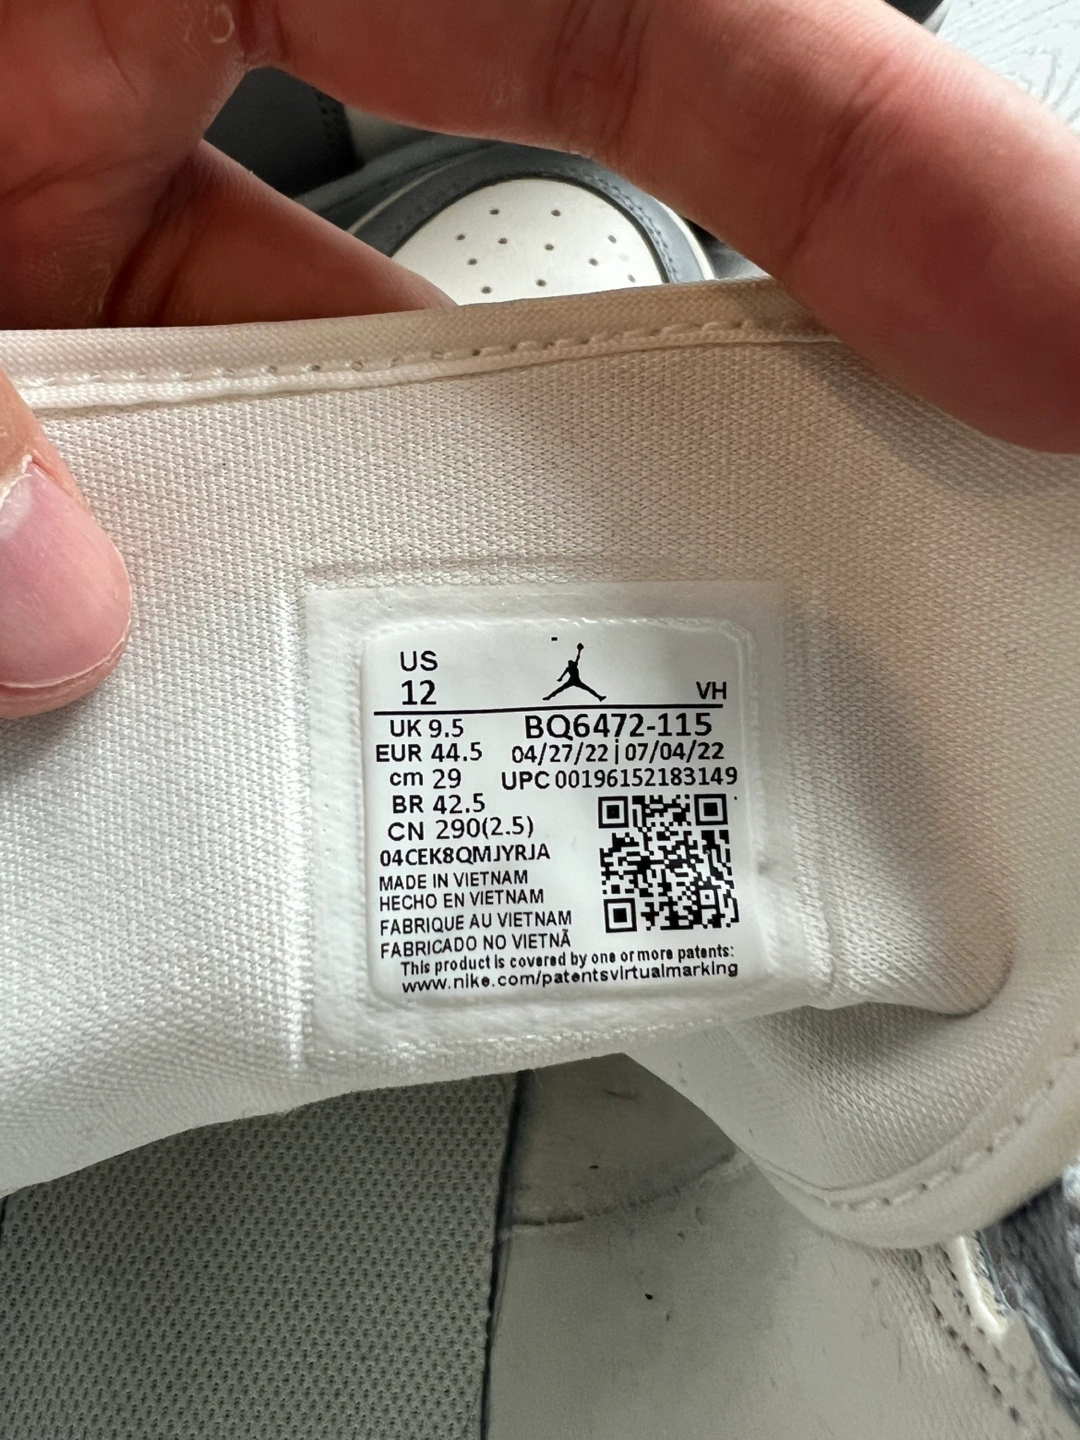 US
12
VH
UK 9.5
BQ6472-115
EUR 44.5
04/27/22 | 07/04/22
cm 29
UPC 00196152183149
BR 42.5
CN 290(2.5)
04CEK8QMJYRJA
MADE IN VIETNAM
HECHO EN VIETNAM
FABRIQUE AU VIETNAM
FABRICADO NO VIETNÃ
This product is covered by one or more patents:
www.nike.com/patentsvirtualmarking